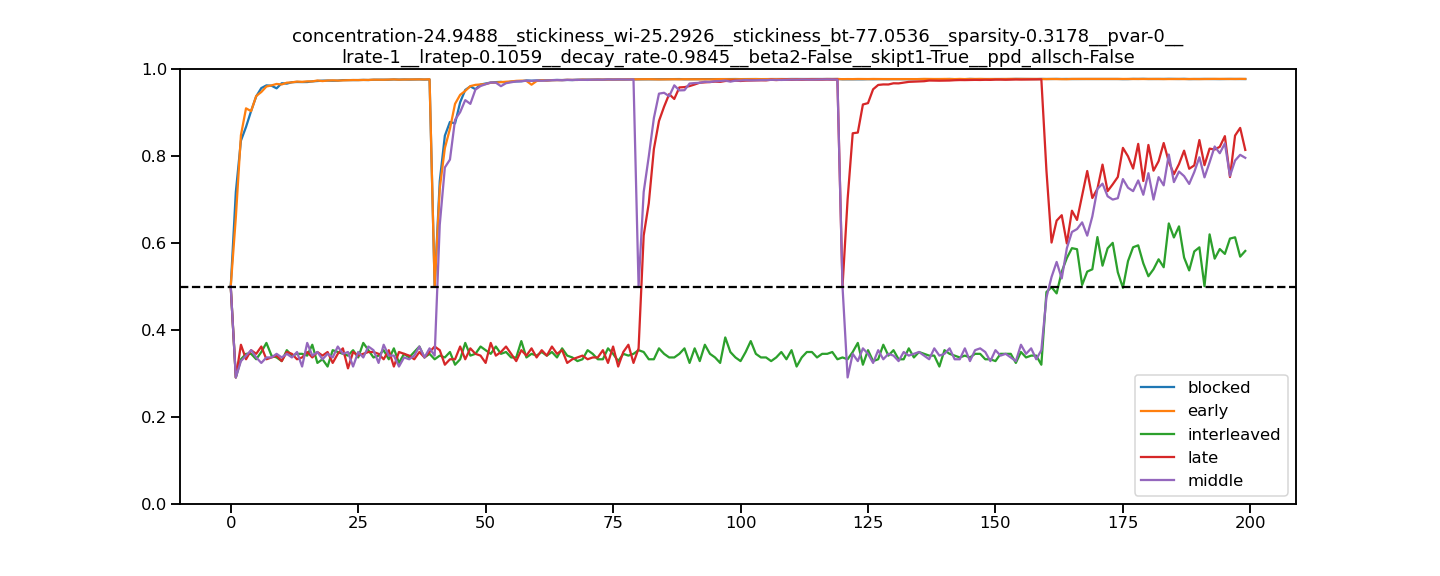 concentration-24.9488__stickiness_wi-25.2926__stickiness_bt-77.0536__sparsity-0.3178__pvar-0__
lrate-1__lratep-0.1059__decay_rate-0.9845__beta2-False__skipt1-True__ppd_allsch-False
1.0
0.8
0.6
0.4
0.2
0.0
0 25 50 75 100 125 150 175 200
blocked
early
interleaved
late
middle